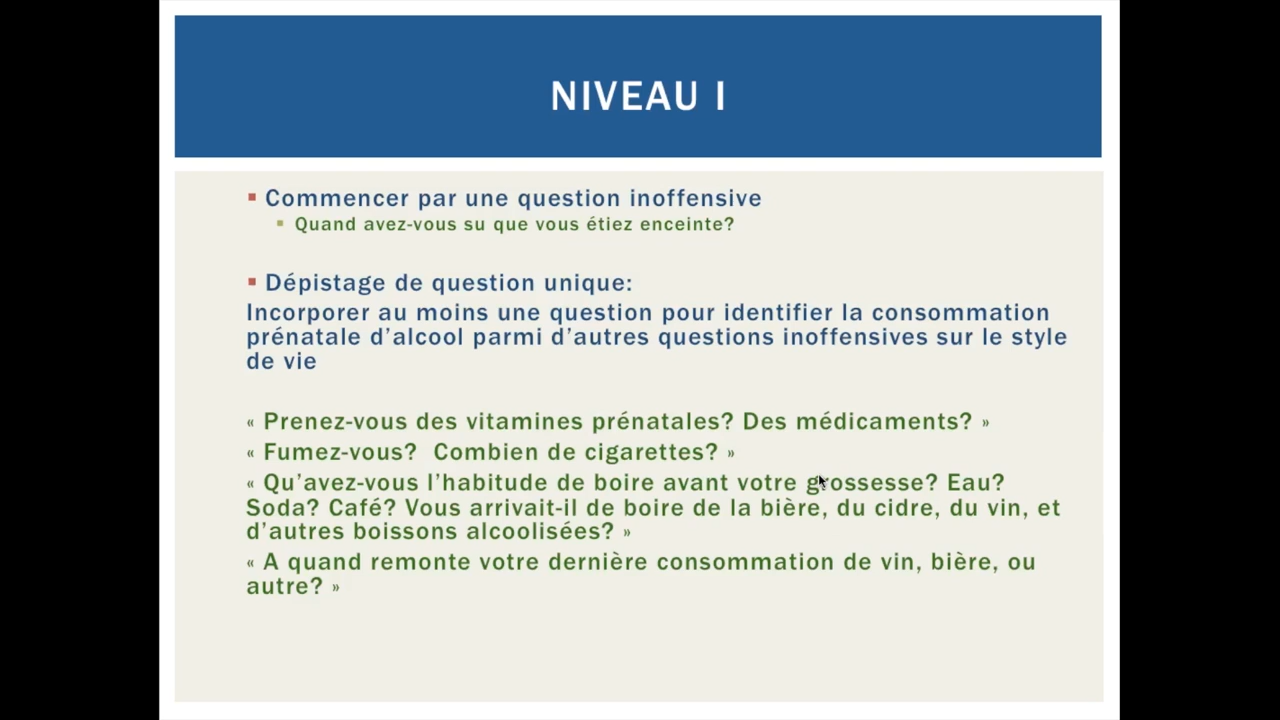 NIVEAU I
Commencer par une question inoffensive
Quand avez-vous su que vous étiez enceinte?
Dépistage de question unique:
Incorporer au moins une question pour identifier la consommation
prénatale d’alcool parmi d’autres questions inoffensives sur le style
de vie
« Prenez-vous des vitamines prénatales? Des médicaments? »
« Fumez-vous?  Combien de cigarettes? »
« Qu’avez-vous l’habitude de boire avant votre grossesse? Eau?
Soda? Café? Vous arrivait-il de boire de la bière, du cidre, du vin, et
d’autres boissons alcoolisées? »
« A quand remonte votre dernière consommation de vin, bière, ou
autre? »